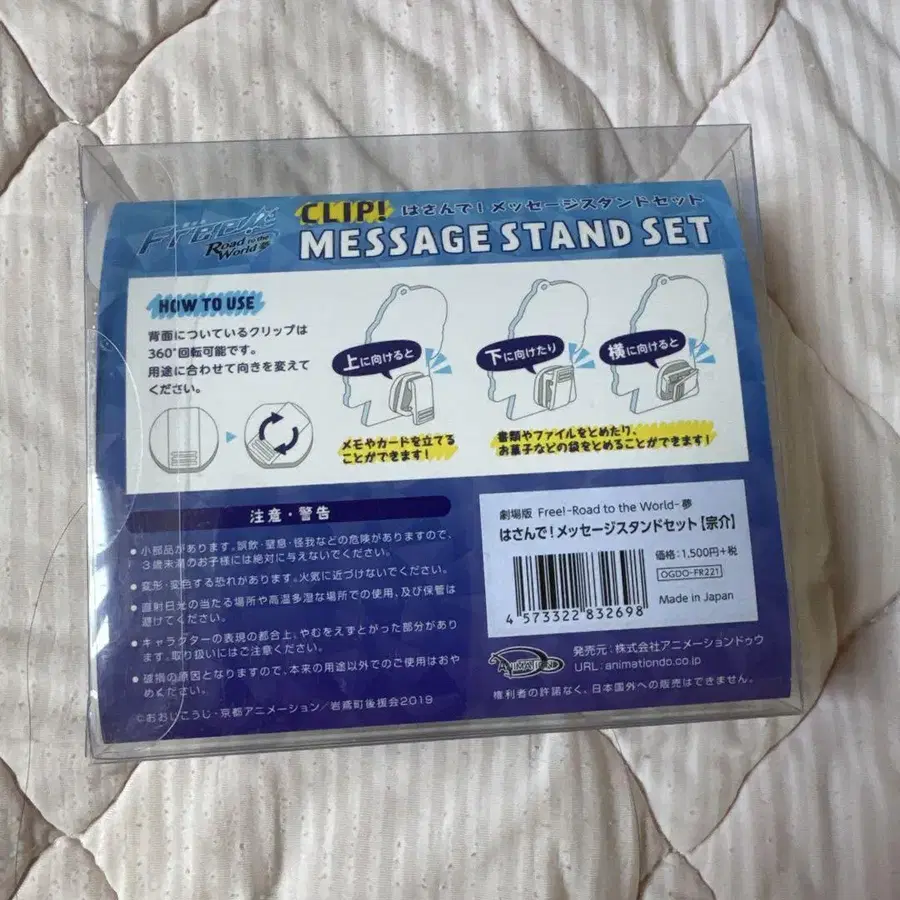 Free!
Road to the
World 夢
CLIP! はさんで!メッセージスタンドセット
MESSAGE STAND SET
HOW TO USE
背面についているクリップは
360°回転可能です。
用途に合わせて向きを変えて
ください。
上に向けると
メモやカードを立てる
ことができます!
下に向けたり
横に向けると
書類やファイルをとめたり、
お菓子などの袋をとめることができます!
注意・警告
●小部品があります。誤飲・窒息・怪我などの危険がありますので、
3歳未満のお子様には絶対に与えないでください。
●変形・変色する恐れがあります。火気に近づけないでください。
●直射日光の当たる場所や高温多湿な場所での使用、及び保管は
避けてください。
●キャラクターの表現の都合上、やむをえずとがった部分があり
ます。取り扱いにはご注意ください。
●破損の原因となりますので、本来の用途以外でのご使用はおや
めください。
©おおじこうじ・京都アニメーション/岩鳶町後援会2019
劇場版 Free!-Road to the World-夢
はさんで!メッセージスタンドセット【宗介】
価格:1,500円+税
OGDO-FR221
Made in Japan
4 573322 832698
ANIMATION
発売元:株式会社アニメーションドゥウ
URL:animationdo.co.jp
権利者の許諾なく、日本国外への販売はできません。